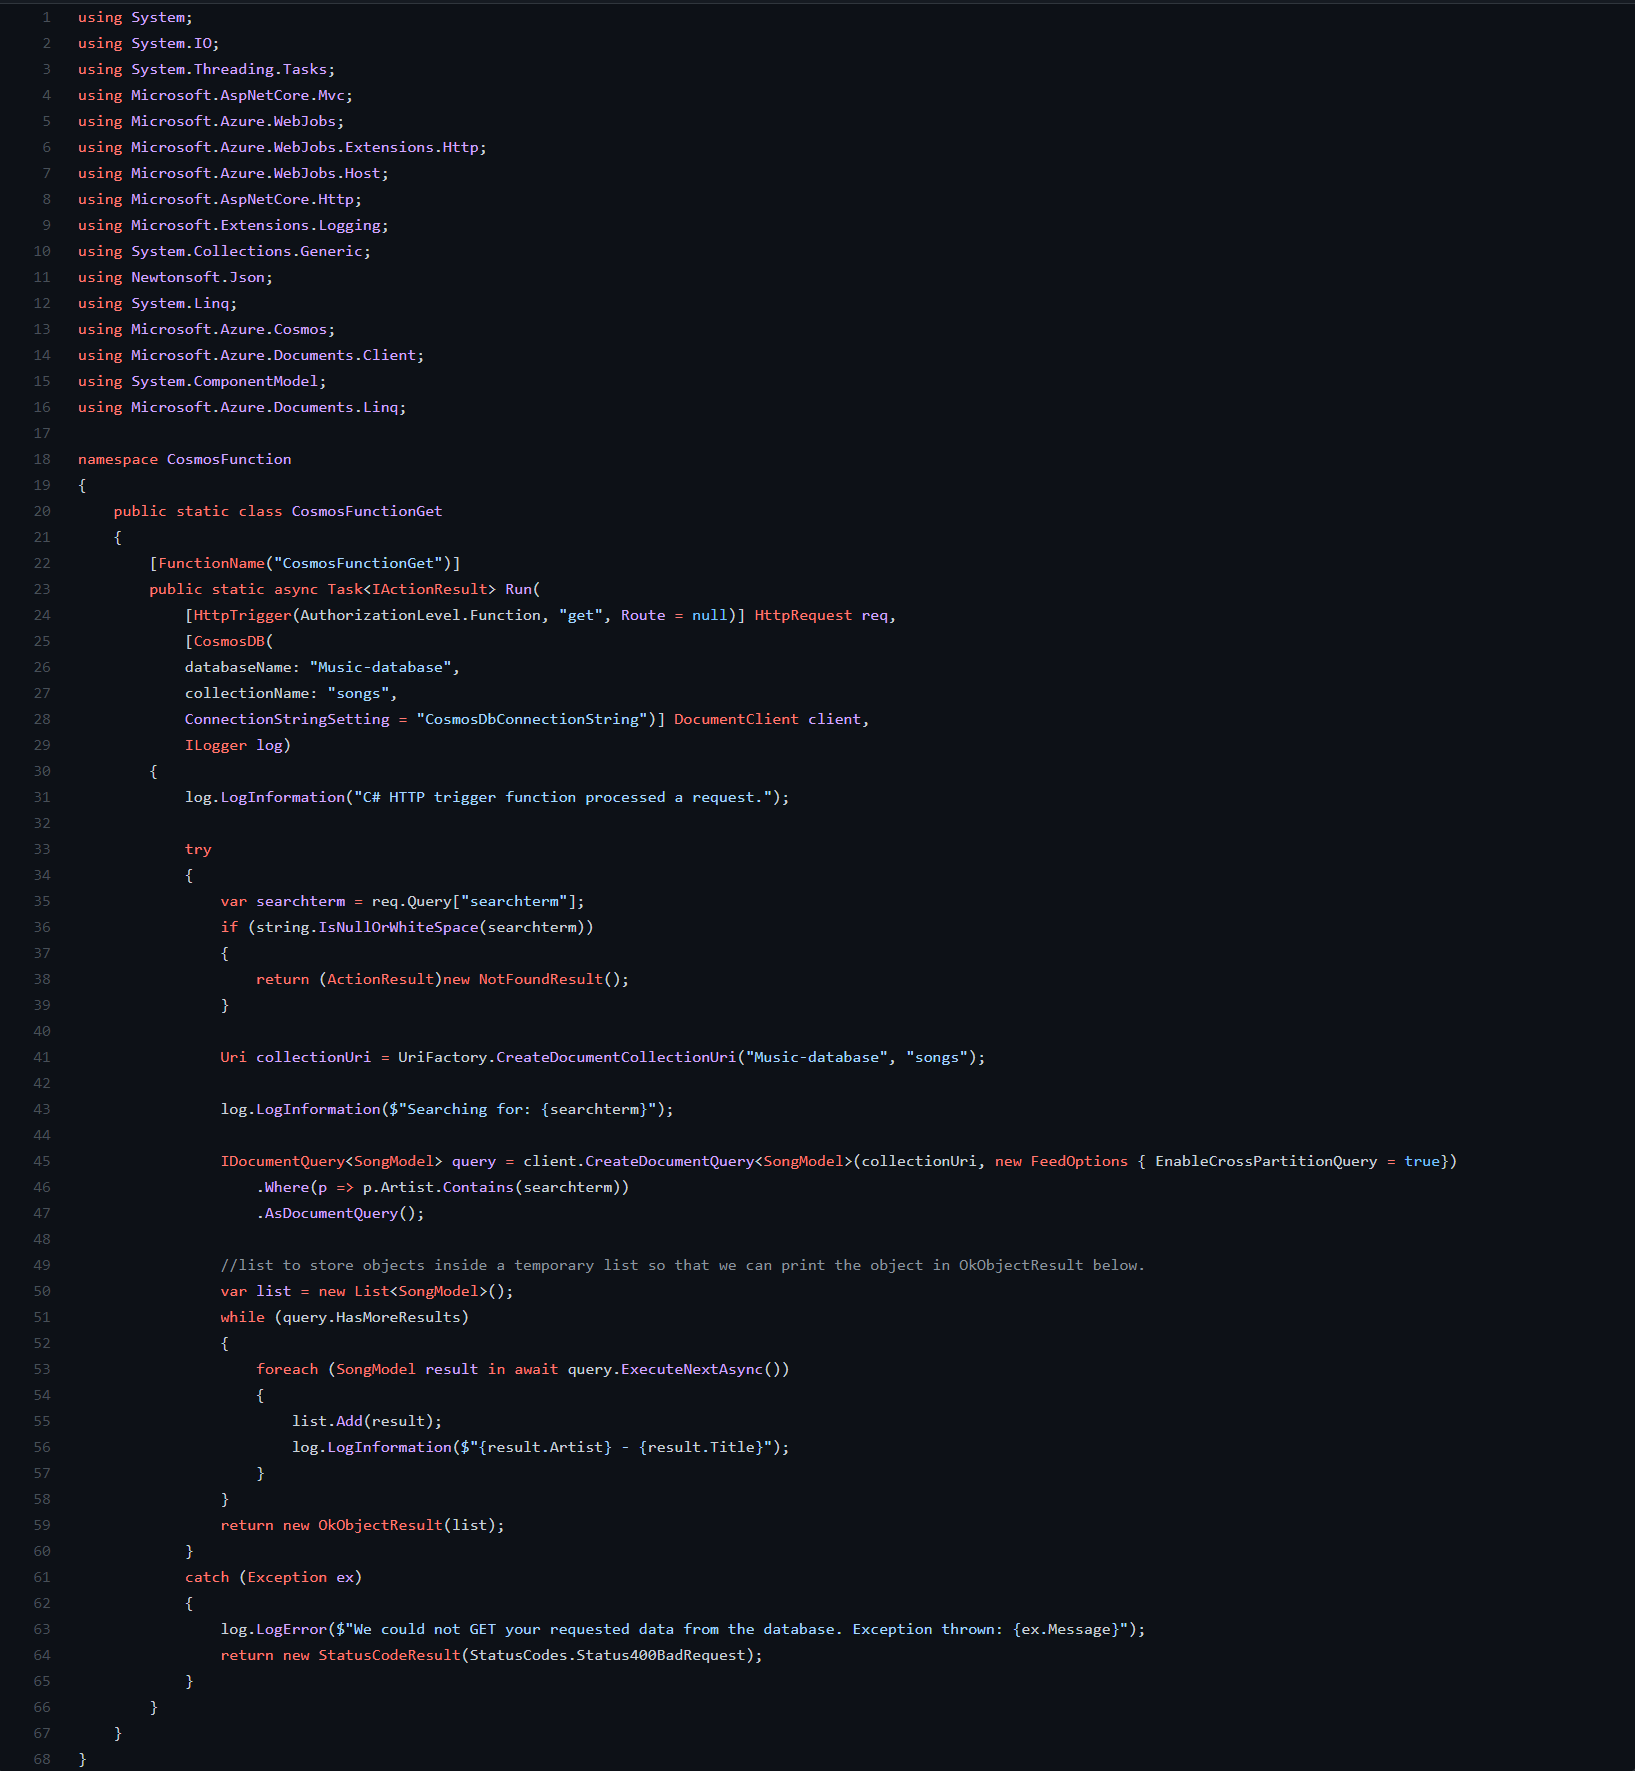 1 using System;
2 using System.IO;
3 using System.Threading.Tasks;
4 using Microsoft.AspNetCore.Mvc;
5 using Microsoft.Azure.WebJobs;
6 using Microsoft.Azure.WebJobs.Extensions.Http;
7 using Microsoft.Azure.WebJobs.Host;
8 using Microsoft.AspNetCore.Http;
9 using Microsoft.Extensions.Logging;
10 using System.Collections.Generic;
11 using Newtonsoft.Json;
12 using System.Linq;
13 using Microsoft.Azure.Cosmos;
14 using Microsoft.Azure.Documents.Client;
15 using System.ComponentModel;
16 using Microsoft.Azure.Documents.Linq;
17
18 namespace CosmosFunction
19 {
20     public static class CosmosFunctionGet
21     {
22         [FunctionName("CosmosFunctionGet")]
23         public static async Task<IActionResult> Run(
24             [HttpTrigger(AuthorizationLevel.Function, "get", Route = null)] HttpRequest req,
25             [CosmosDB(
26             databaseName: "Music-database",
27             collectionName: "songs",
28             ConnectionStringSetting = "CosmosDbConnectionString")] DocumentClient client,
29             ILogger log)
30         {
31             log.LogInformation("C# HTTP trigger function processed a request.");
32
33             try
34             {
35                 var searchterm = req.Query["searchterm"];
36                 if (string.IsNullOrWhiteSpace(searchterm))
37                 {
38                     return (ActionResult)new NotFoundResult();
39                 }
40
41                 Uri collectionUri = UriFactory.CreateDocumentCollectionUri("Music-database", "songs");
42
43                 log.LogInformation($"Searching for: {searchterm}");
44
45                 IDocumentQuery<SongModel> query = client.CreateDocumentQuery<SongModel>(collectionUri, new FeedOptions { EnableCrossPartitionQuery = true})
46                     .Where(p => p.Artist.Contains(searchterm))
47                     .AsDocumentQuery();
48
49                 //list to store objects inside a temporary list so that we can print the object in OkObjectResult below.
50                 var list = new List<SongModel>();
51                 while (query.HasMoreResults)
52                 {
53                     foreach (SongModel result in await query.ExecuteNextAsync())
54                     {
55                         list.Add(result);
56                         log.LogInformation($"{result.Artist} - {result.Title}");
57                     }
58                 }
59                 return new OkObjectResult(list);
60             }
61             catch (Exception ex)
62             {
63                 log.LogError($"We could not GET your requested data from the database. Exception thrown: {ex.Message}");
64                 return new StatusCodeResult(StatusCodes.Status400BadRequest);
65             }
66         }
67     }
68 }